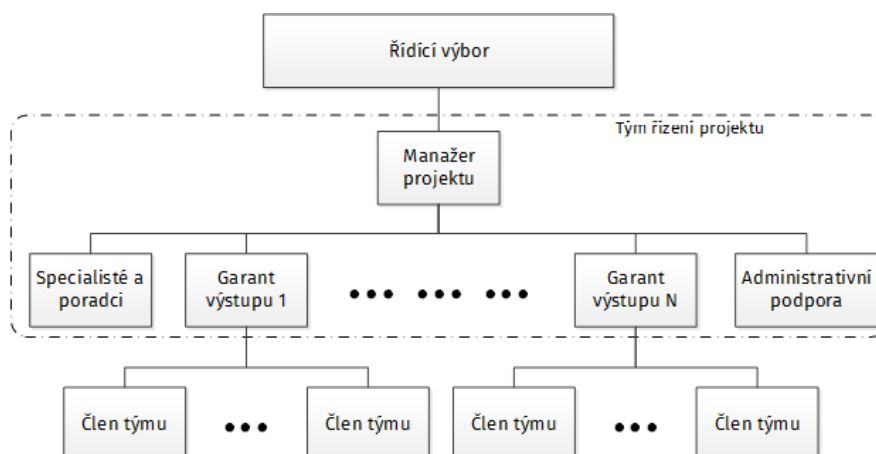 Řídící výbor
Tým řízení projektu
Manažer
projektu
Specialisté a
poradci
Garant
výstupu 1
••• ••• •••
Garant
výstupu N
Administrativní
podpora
Člen týmu
•••
Člen týmu
Člen týmu
•••
Člen týmu